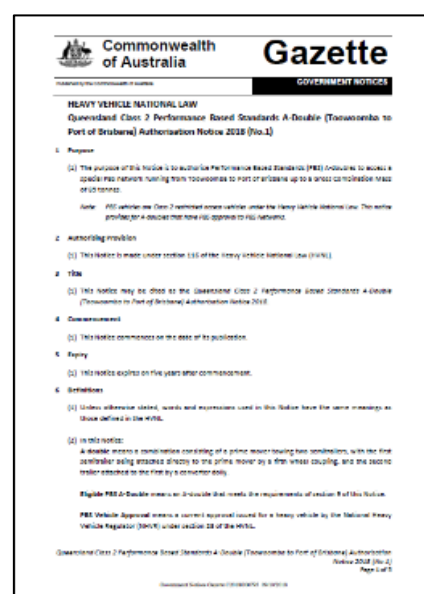 Commonwealth
of Australia
Gazette
Published by the Commonwealth of Australia
GOVERNMENT NOTICES
HEAVY VEHICLE NATIONAL LAW
Queensland Class 2 Performance Based Standards A-Double (Toowoomba to
Port of Brisbane) Authorisation Notice 2018 (No.1)
1 Purpose
(1) The purpose of this Notice is to authorise Performance Based Standards (PBS) A-doubles to access a
special PBS network running from Toowoomba to Port of Brisbane up to a Gross Combination Mass
of tonnes.
Note: PBS vehicles are Class 2 restricted access vehicles under the Heavy Vehicle National Law. This notice
provides for A-doubles that have PBS approval to PBS Networks.
2 Authorising Provision
(1) This Notice is made under section of the Heavy Vehicle National Law (HVNL)
3 Title
(1) This Notice may be cited as the Queensland Class 2 Performance Based Standards A-Double
(Toowoomba to Port of Brisbane) Authorisation Notice 2018.
4 Commencement
(1) This Notice commences on the date of its publication.
5 Expiry
(1) This Notice expires on five years after commencement.
6 Definitions
(1) Unless otherwise stated, words and expressions used in this Notice have the same meanings as
those defined in the HVNL.
(2) In this Notice:
A double means a combination consisting of a prime mover towing two semitrailers, with the first
semitrailer being attached directly to the prime mover by a fifth wheel coupling, and the second
trailer attached to the first by a converter dolly
Eligible PBS A-Double means an A-double that meets the requirements of section of this Notice.
PBS Vehicle Approval means a current approval issued for a heavy vehicle by the National Heavy
Vehicle Regulator (NHVR) under section of the HVNL.
Queensland Class 2 Performance Based Standards A-Double (Toowoomba to Port of Brisbane) Authorisation
Notice 2018 (No.1)
Page 1 of